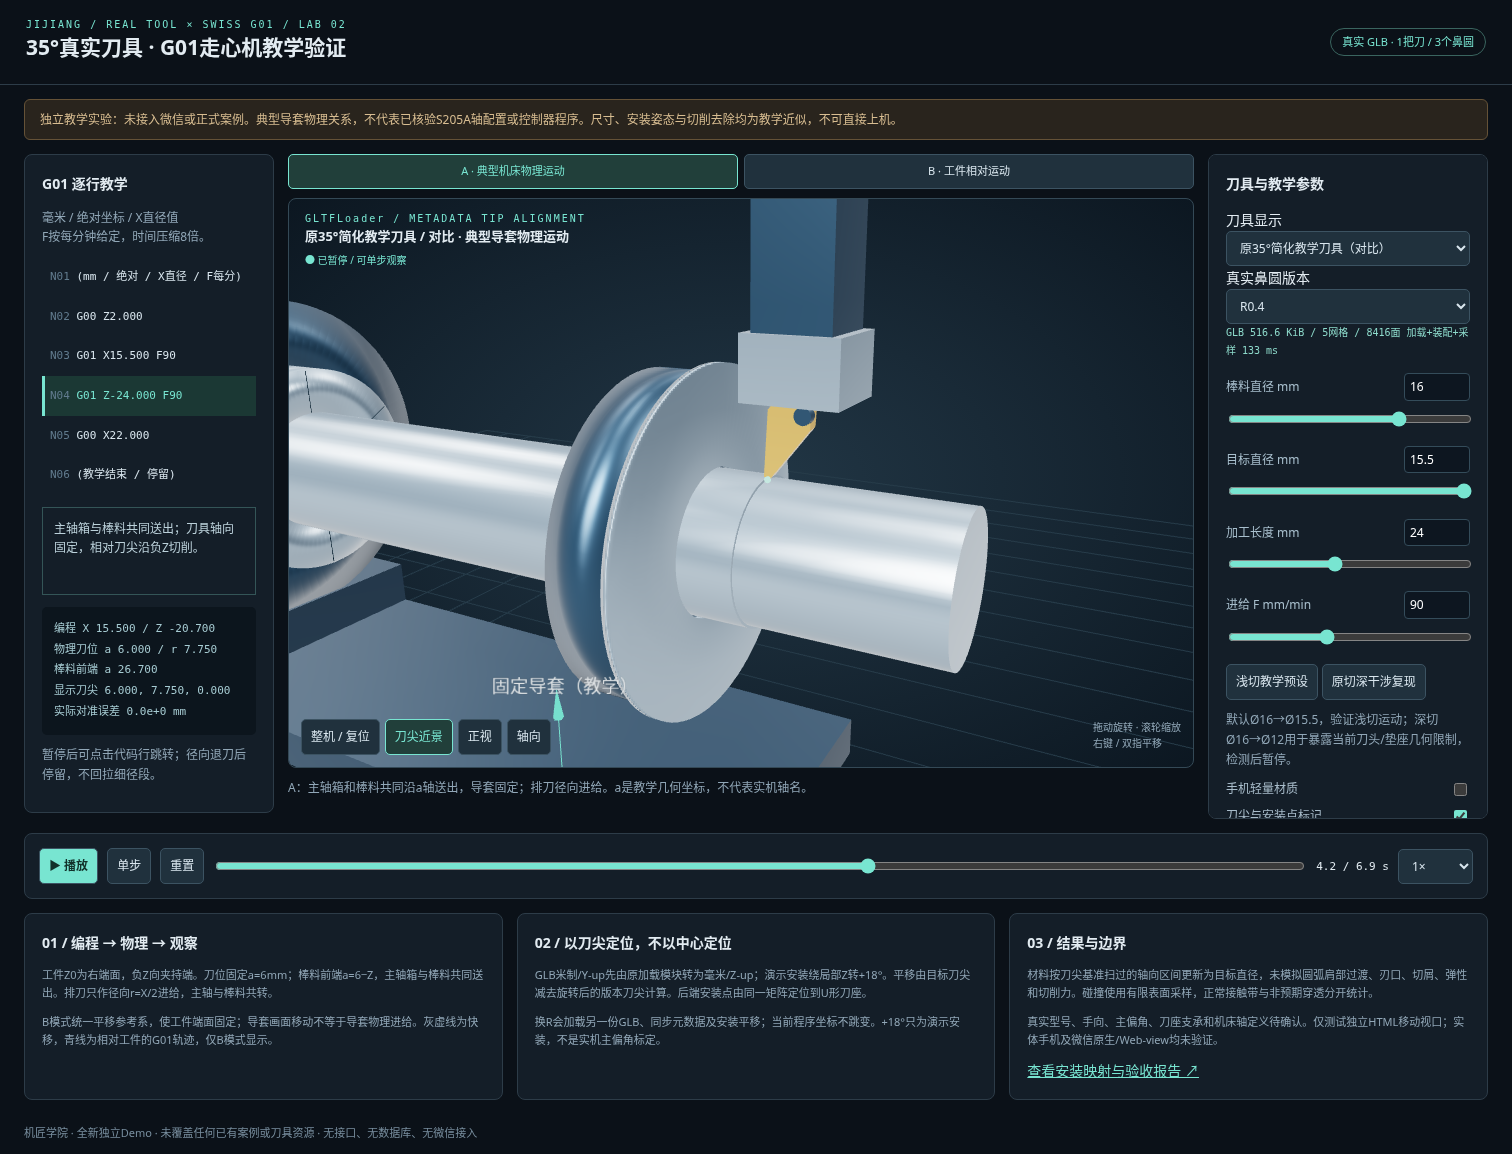 JIJIANG / REAL TOOL × SWISS G01 / LAB 02
35°真实刀具 · G01走心机教学验证
真实 GLB · 1把刀 / 3个鼻圆
独立教学实验：未接入微信或正式案例。典型导套物理关系，不代表已核验S205A轴配置或控制器程序。尺寸、安装姿态与切削去除均为教学近似，不可直接上机。
G01 逐行教学
毫米 / 绝对坐标 / X直径值
F按每分钟给定，时间压缩8倍。
N01 (mm / 绝对 / X直径 / F每分)
N02 G00 Z2.000
N03 G01 X15.500 F90
N04 G01 Z-24.000 F90
N05 G00 X22.000
N06 (教学结束 / 停留)
主轴箱与棒料共同送出；刀具轴向
固定，相对刀尖沿负Z切削。
编程 X 15.500 / Z -20.700
物理刀位 a 6.000 / r 7.750
棒料前端 a 26.700
显示刀尖 6.000, 7.750, 0.000
实际对准误差 0.0e+0 mm
暂停后可点击代码行跳转；径向退刀后
停留，不回拉细径段。
A · 典型机床物理运动
B · 工件相对运动
GLTFLoader / METADATA TIP ALIGNMENT
原35°简化教学刀具 / 对比 · 典型导套物理运动
已暂停 / 可单步观察
固定导套（教学）
整机 / 复位
刀尖近景
正视
轴向
拖动旋转 · 滚轮缩放
右键 / 双指平移
A：主轴箱和棒料共同沿a轴送出，导套固定；排刀径向进给。a是教学几何坐标，不代表实机轴名。
刀具与教学参数
刀具显示
原35°简化教学刀具（对比）
真实鼻圆版本
R0.4
GLB 516.6 KiB / 5网格 / 8416面 加载+装配+采
样 133 ms
棒料直径 mm
16
目标直径 mm
15.5
加工长度 mm
24
进给 F mm/min
90
浅切教学预设
原切深干涉复现
默认Ø16→Ø15.5，验证浅切运动；深切
Ø16→Ø12用于暴露当前刀头/垫座几何限制，
检测后暂停。
手机轻量材质
刀尖与安装点标记
▶ 播放
单步
重置
4.2 / 6.9 s
1×
01 / 编程 → 物理 → 观察
工件Z0为右端面，负Z向夹持端。刀位固定a=6mm；棒料前端a=6−Z，主轴箱与棒料共同送
出。排刀只作径向r=X/2进给，主轴与棒料共转。
B模式统一平移参考系，使工件端面固定；导套画面移动不等于导套物理进给。灰虚线为快
移，青线为相对工件的G01轨迹，仅B模式显示。
02 / 以刀尖定位，不以中心定位
GLB米制/Y-up先由原加载模块转为毫米/Z-up；演示安装绕局部Z转+18°。平移由目标刀尖
减去旋转后的版本刀尖计算。后端安装点由同一矩阵定位到U形刀座。
换R会加载另一份GLB、同步元数据及安装平移；当前程序坐标不跳变。+18°只为演示安
装，不是实机主偏角标定。
03 / 结果与边界
材料按刀尖基准扫过的轴向区间更新为目标直径，未模拟圆弧肩部过渡、刃口、切屑、弹性
和切削力。碰撞使用有限表面采样，正常接触带与非预期穿透分开统计。
真实型号、手向、主偏角、刀座支承和机床轴定义待确认。仅测试独立HTML移动视口；实
体手机及微信原生/Web-view均未验证。
查看安装映射与验收报告 ↗
机匠学院 · 全新独立Demo · 未覆盖任何已有案例或刀具资源 · 无接口、无数据库、无微信接入